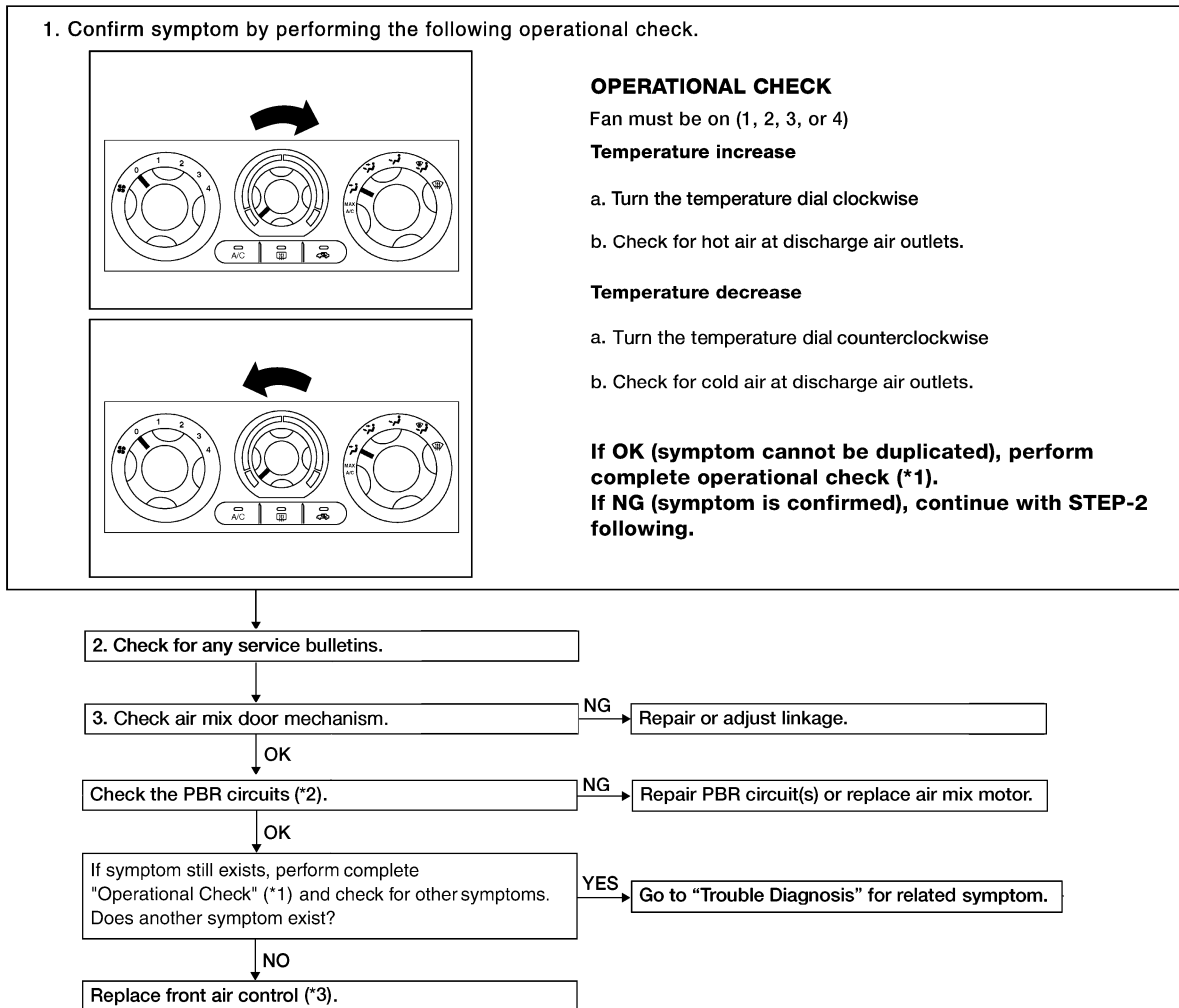 1. Confirm symptom by performing the following operational check.
0
1
2
3
4
MAX
A/C
A/C
OPERATIONAL CHECK
Fan must be on (1, 2, 3, or 4)
Temperature increase
a. Turn the temperature dial clockwise
b. Check for hot air at discharge air outlets.
Temperature decrease
a. Turn the temperature dial counterclockwise
b. Check for cold air at discharge air outlets.
0
1
2
3
4
MAX
A/C
A/C
If OK (symptom cannot be duplicated), perform
complete operational check (*1).
If NG (symptom is confirmed), continue with STEP-2
following.
2. Check for any service bulletins.
3. Check air mix door mechanism.
NG
Repair or adjust linkage.
OK
Check the PBR circuits (*2).
NG
Repair PBR circuit(s) or replace air mix motor.
OK
If symptom still exists, perform complete
"Operational Check" (*1) and check for other symptoms.
Does another symptom exist?
YES
Go to “Trouble Diagnosis” for related symptom.
NO
Replace front air control (*3).